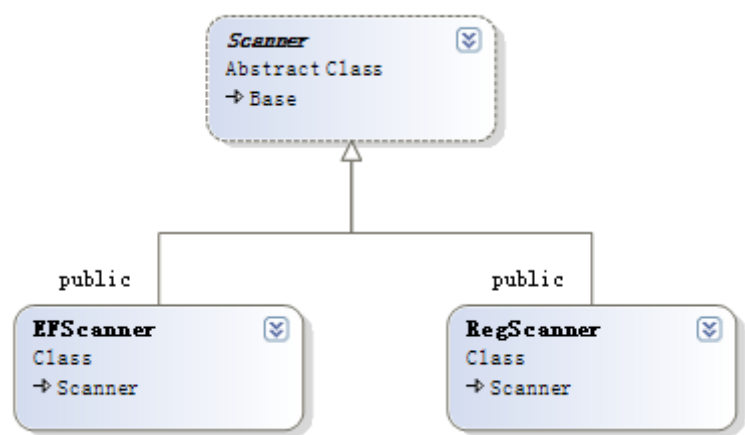 Scanner
Abstract Class
Base
public
public
EFScanner
Class
Scanner
RegScanner
Class
Scanner